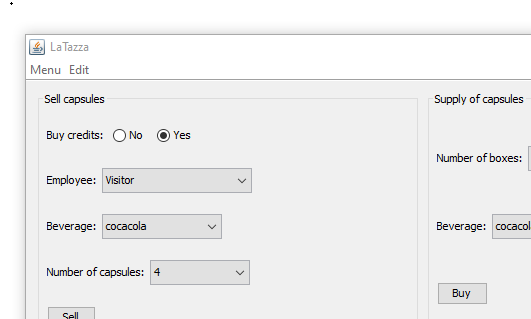 LaTazza
Menu Edit
Sell capsules
Buy credits: No Yes
Employee: Visitor
Beverage: cocacola
Number of capsules: 4
Sell
Supply of capsules
Number of boxes:
Beverage: cocacol
Buy